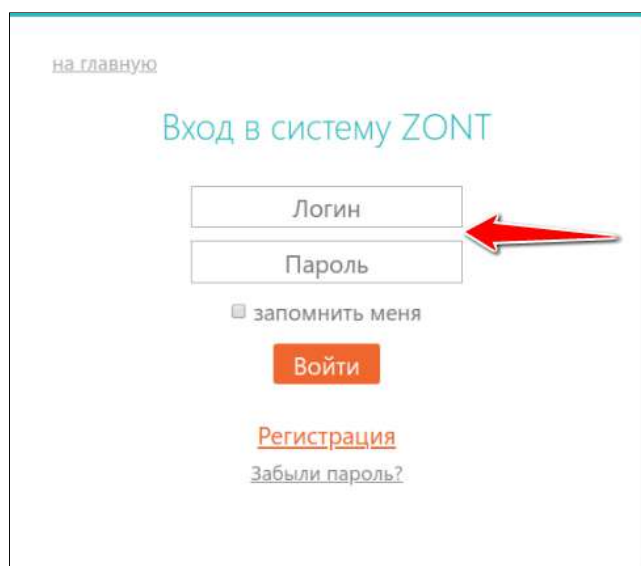 на главную
Вход в систему ZONT
Логин
Пароль
запомнить меня
Войти
Регистрация
Забыли пароль?